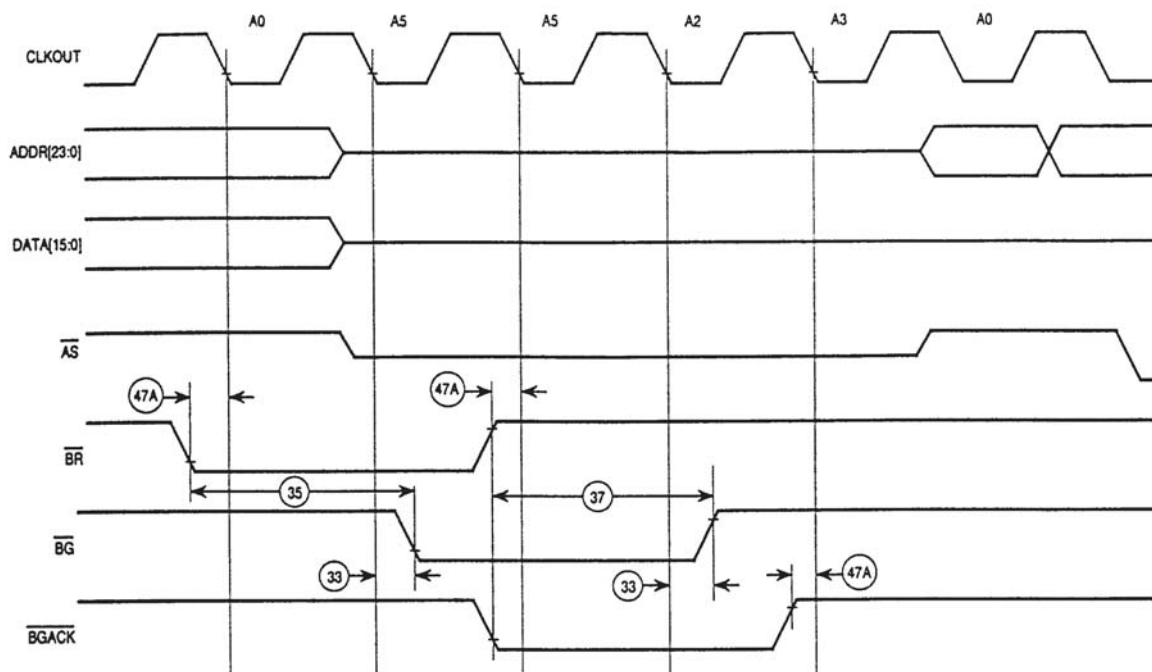 A0 A5 A5 A2 A3 A0
CLKOUT
ADDR[23:0]
DATA[15:0]
AS
47A 47A
BR
35 37
BG
33 33 47A
BGACK